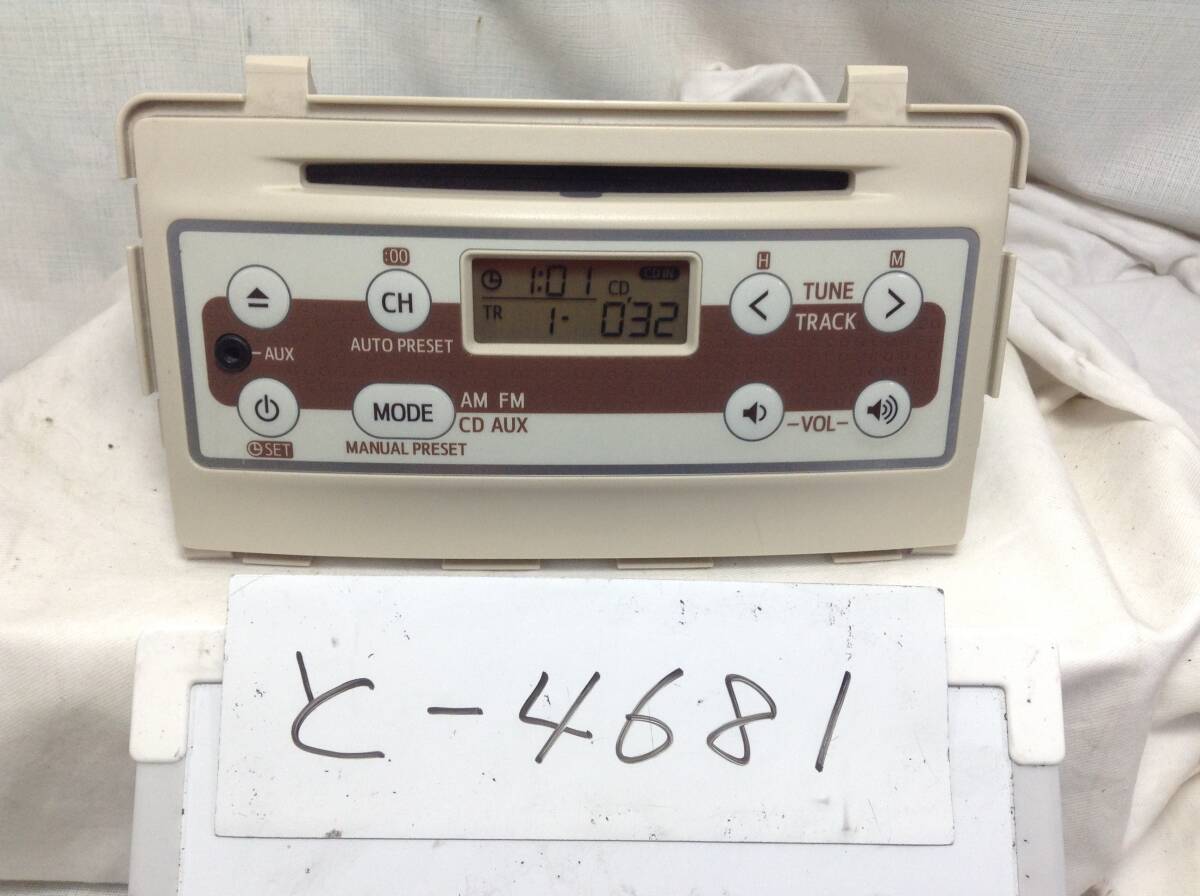 :00
H
M
CH
AUTO PRESET
1:01
CD IN
CD
TR
1-
0'32
TUNE
TRACK
- AUX
MODE
AM FM
CD AUX
-VOL-
SET
MANUAL PRESET
と-4681